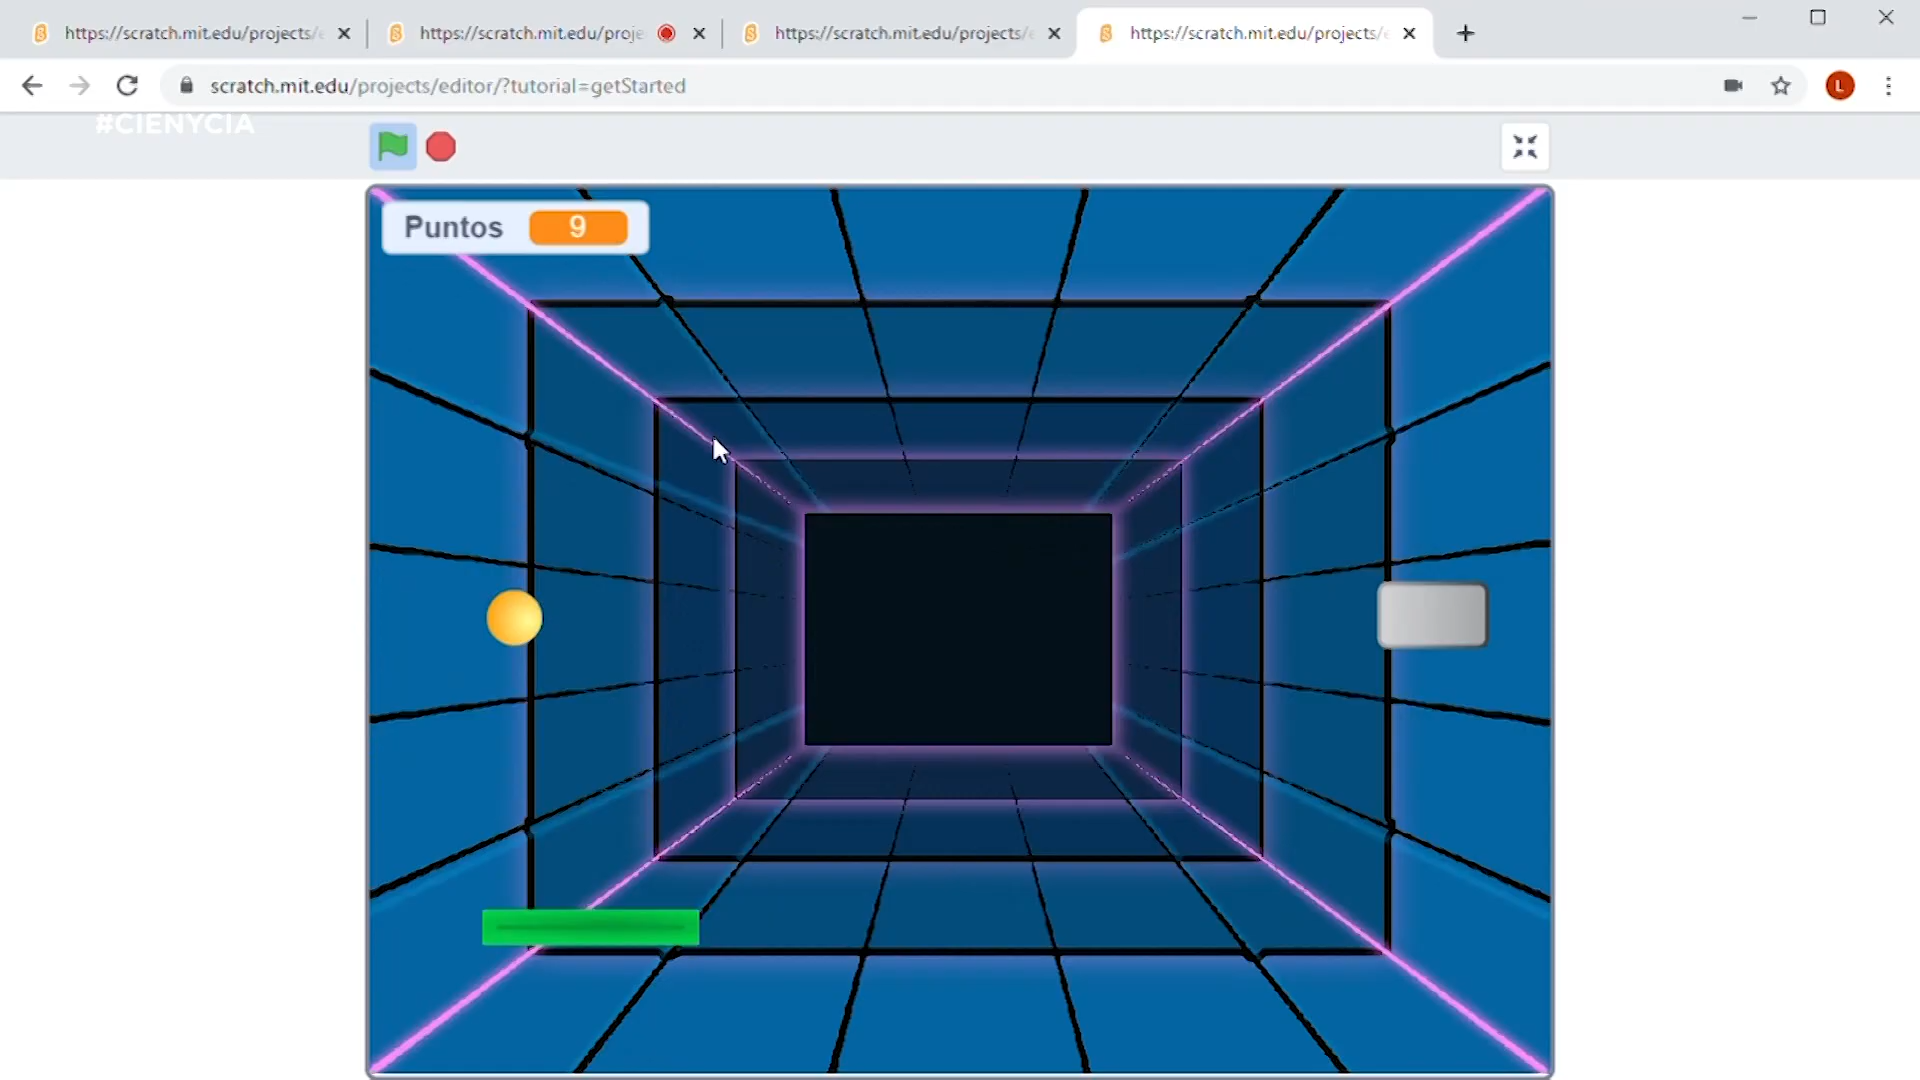 https://scratch.mit.edu/projects/e
https://scratch.mit.edu/proje
https://scratch.mit.edu/projects/e
https://scratch.mit.edu/projects/e
scratch.mit.edu/projects/editor/?tutorial=getStarted
L
#CIENYCIA
Puntos 9